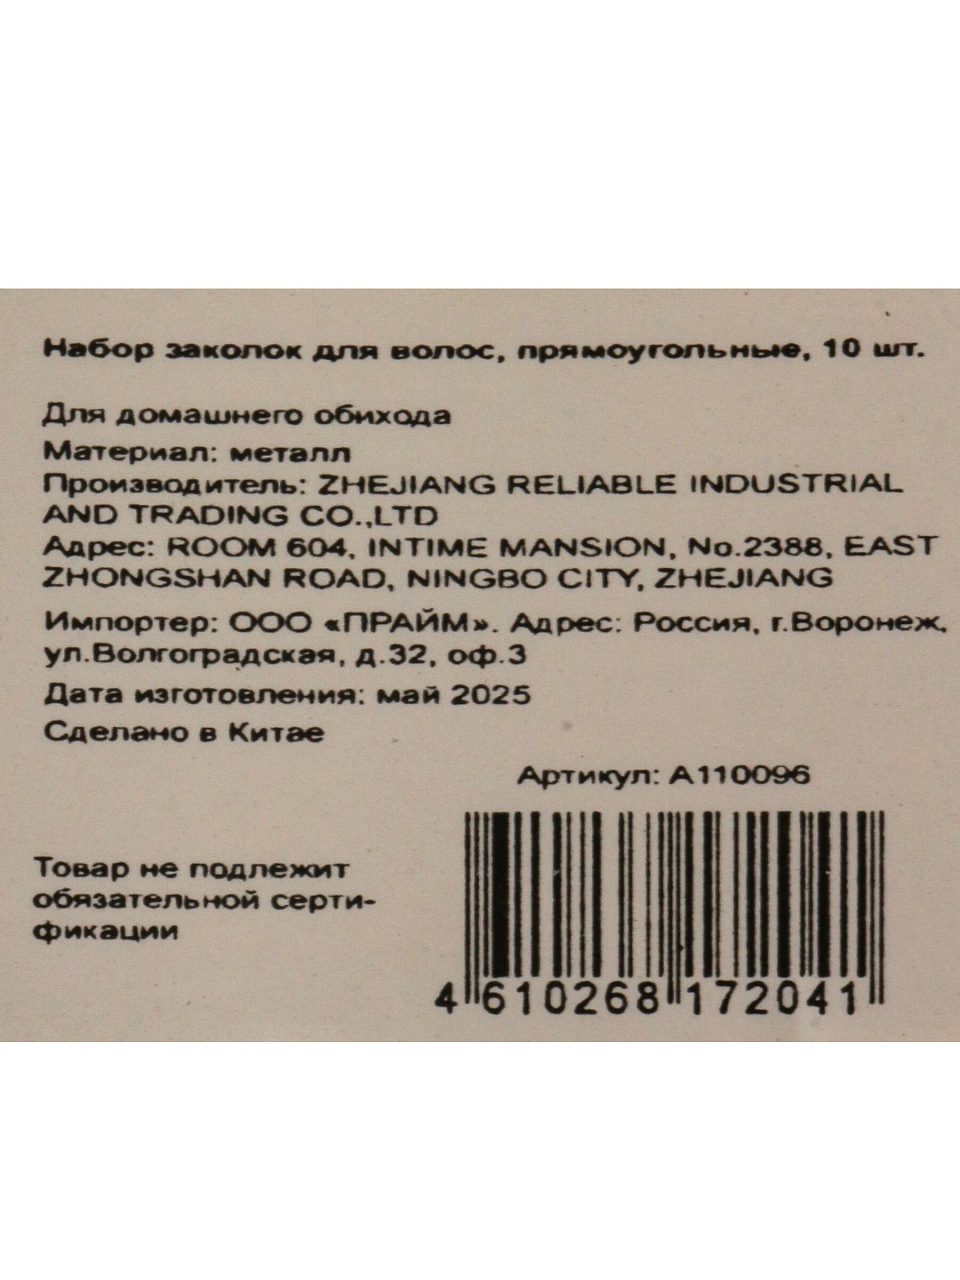 Набор заколок для волос, прямоугольные, 10 шт.
Для домашнего обихода
Материал: металл
Производитель: ZHEJIANG RELIABLE INDUSTRIAL
AND TRADING CO.,LTD
Адрес: ROOM 604, INTIME MANSION, No.2388, EAST
ZHONGSHAN ROAD, NINGBO CITY, ZHEJIANG
Импортер: ООО «ПРАЙМ». Адрес: Россия, г.Воронеж,
ул.Волгоградская, д.32, оф.3
Дата изготовления: май 2025
Сделано в Китае
Артикул: A110096
Товар не подлежит
обязательной серти-
фикации
4 610268 172041